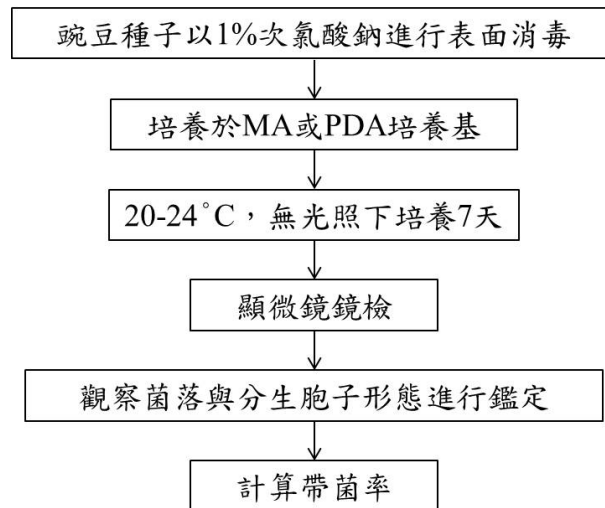 豌豆種子以1%次氯酸鈉進行表面消毒
培養於MA或PDA培養基
20-24°C，無光照下培養7天
顯微鏡鏡檢
觀察菌落與分生胞子形態進行鑑定
計算帶菌率